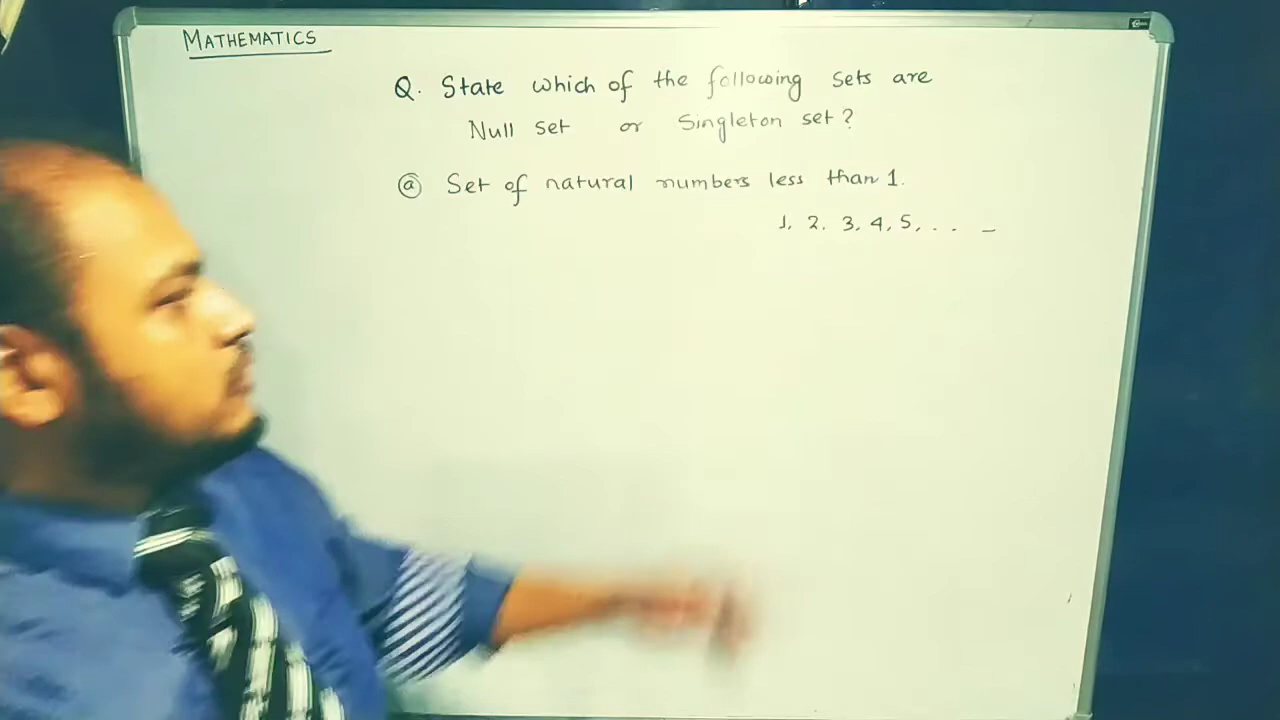 MATHEMATICS
Q. State which of the following sets are
Null set or Singleton set?
ⓐ Set of natural numbers less than 1.
1, 2, 3, 4, 5, . . . _